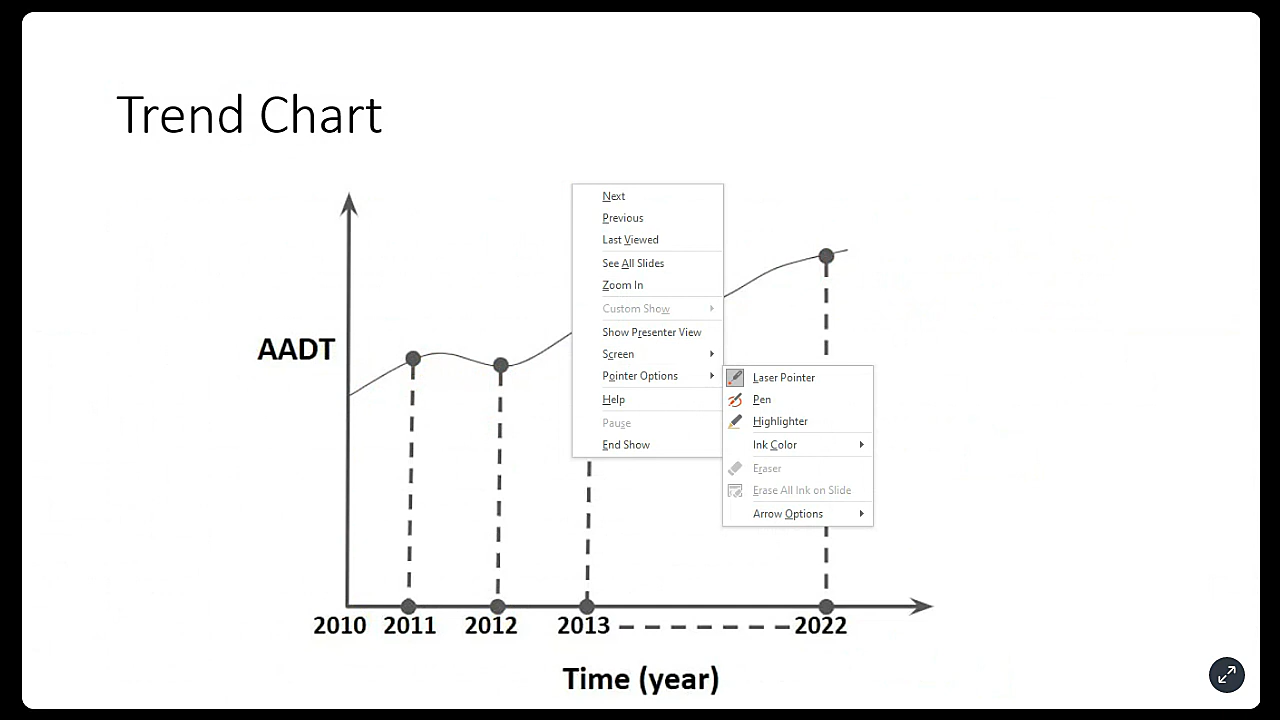 Trend Chart
Next
Previous
Last Viewed
See All Slides
Zoom In
Custom Show
Show Presenter View
Screen
Pointer Options
Help
Pause
End Show
Laser Pointer
Pen
Highlighter
Ink Color
Eraser
Erase All Ink on Slide
Arrow Options
AADT
2010 2011 2012 2013 2022
Time (year)